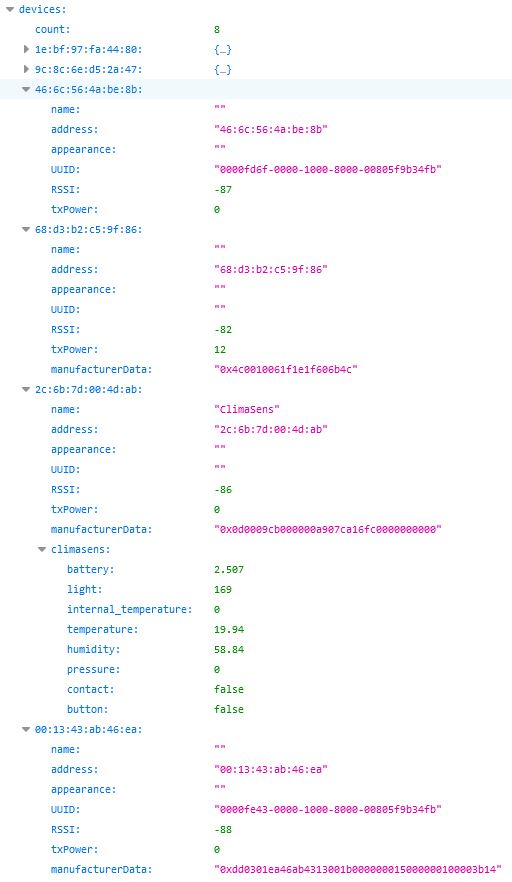 devices:
count: 8
1e:bf:97:fa:44:80: {…}
9c:8c:6e:d5:2a:47: {…}
46:6c:56:4a:be:8b:
name: ""
address: "46:6c:56:4a:be:8b"
appearance: ""
UUID: "0000fd6f-0000-1000-8000-00805f9b34fb"
RSSI: -87
txPower: 0
68:d3:b2:c5:9f:86:
name: ""
address: "68:d3:b2:c5:9f:86"
appearance: ""
UUID: ""
RSSI: -82
txPower: 12
manufacturerData: "0x4c0010061f1e1f606b4c"
2c:6b:7d:00:4d:ab:
name: "ClimaSens"
address: "2c:6b:7d:00:4d:ab"
appearance: ""
UUID: ""
RSSI: -86
txPower: 0
manufacturerData: "0x0d0009cb000000a907ca16fc0000000000"
climasens:
battery: 2.507
light: 169
internal_temperature: 0
temperature: 19.94
humidity: 58.84
pressure: 0
contact: false
button: false
00:13:43:ab:46:ea:
name: ""
address: "00:13:43:ab:46:ea"
appearance: ""
UUID: "0000fe43-0000-1000-8000-00805f9b34fb"
RSSI: -88
txPower: 0
manufacturerData: "0xdd0301ea46ab4313001b000000015000000100003b14"